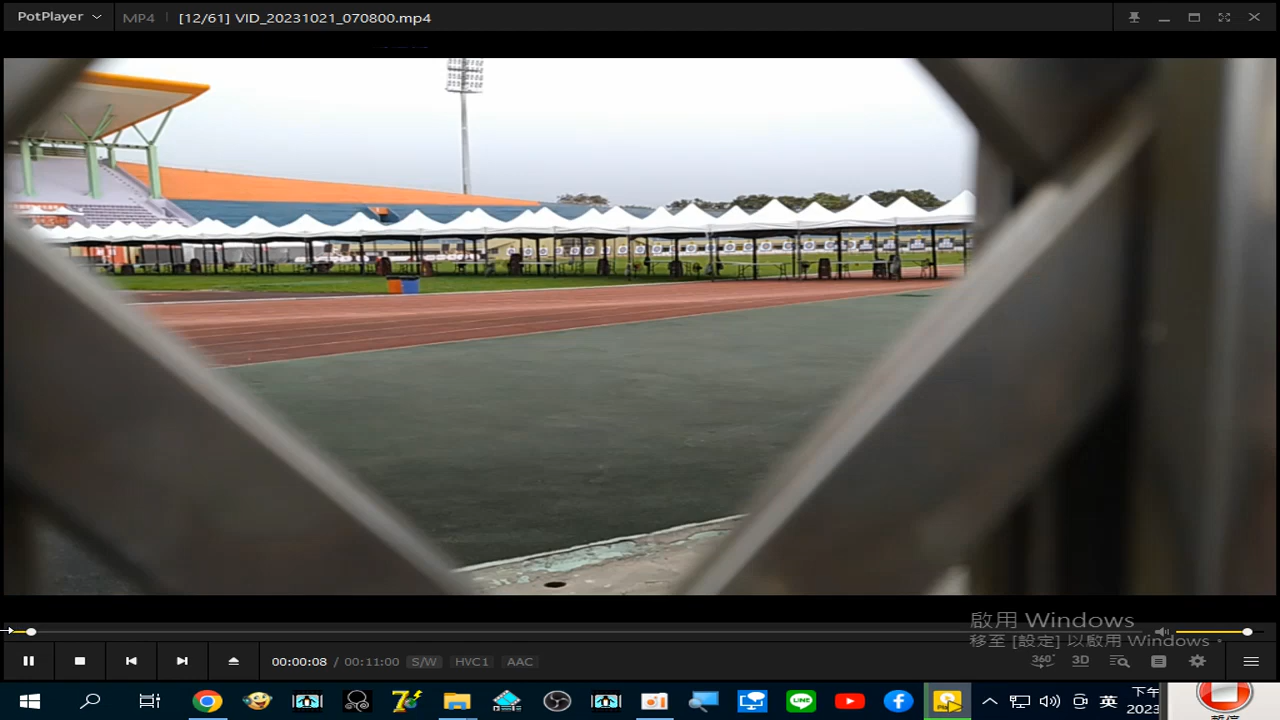 PotPlayer
MP4
[12/61] VID_20231021_070800.mp4
啟用 Windows
移至 [設定] 以啟用 Windows。
00:00:08 / 00:11:00 S/W HVC1 AAC
360° 3D
英
下午
2023